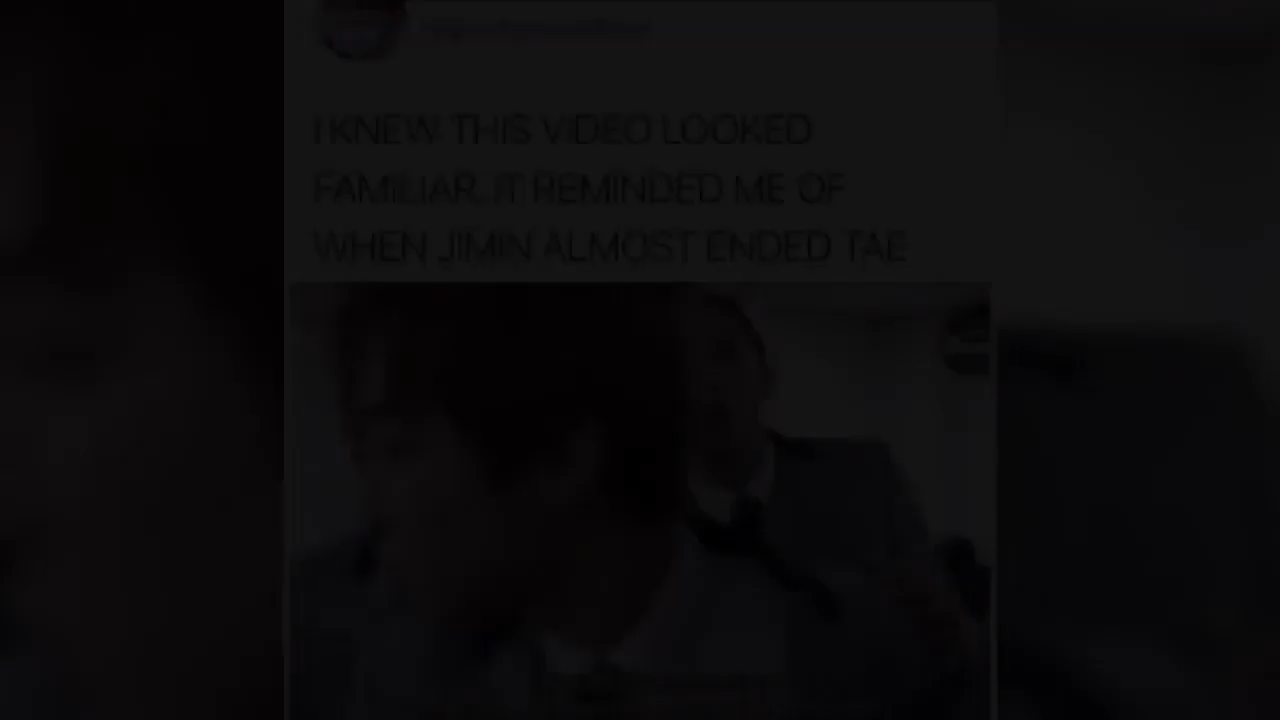 I KNEW THIS VIDEO LOOKED
FAMILIAR. IT REMINDED ME OF
WHEN JIMIN ALMOST ENDED TAE